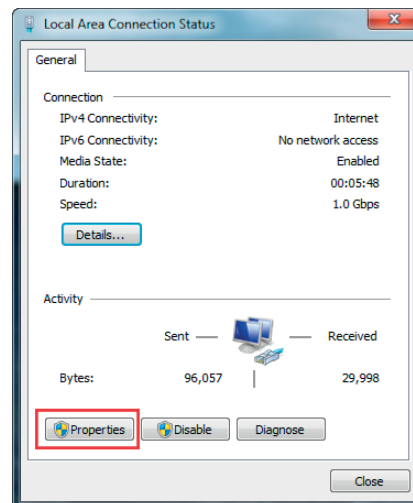 Local Area Connection Status
General
Connection
IPv4 Connectivity: Internet
IPv6 Connectivity: No network access
Media State: Enabled
Duration: 00:05:48
Speed: 1.0 Gbps
Details...
Activity
Sent Received
Bytes: 96,057 29,998
Properties Disable Diagnose
Close